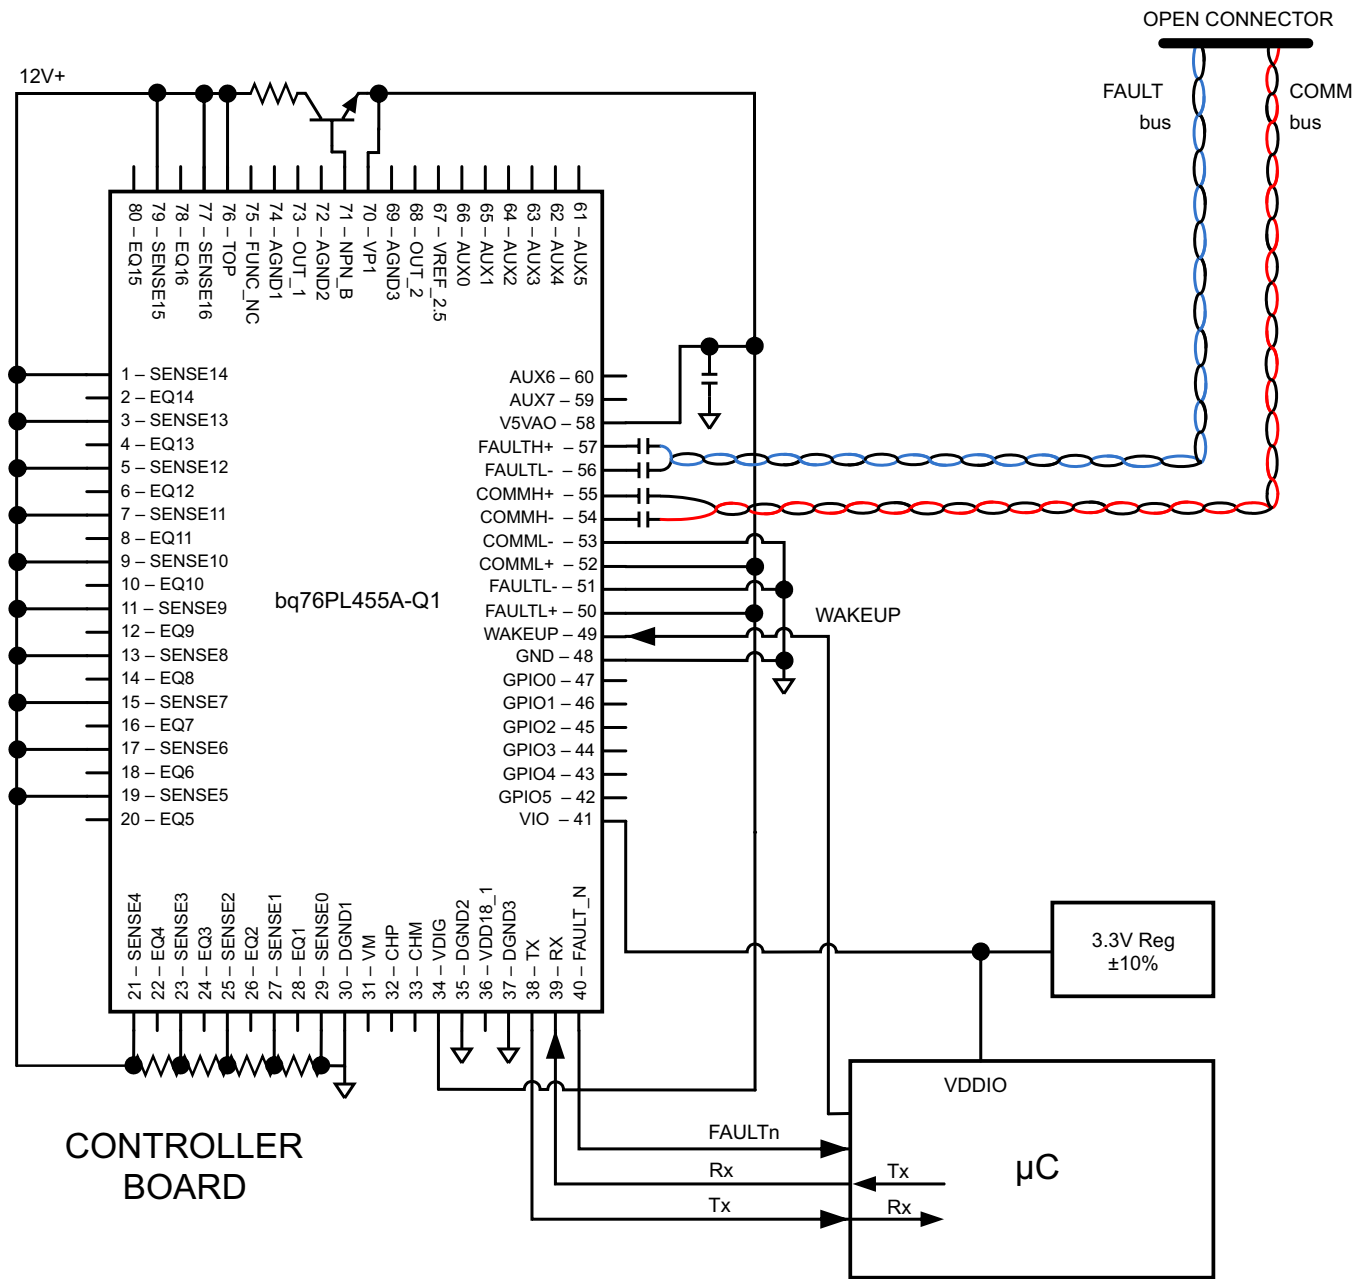 OPEN CONNECTOR
12V+
FAULT
bus
COMM
bus
80 – EQ15
79 – SENSE15
78 – EQ16
77 – SENSE16
76 – TOP
75 – FUNC_NC
74 – AGND1
73 – OUT_1
72 – AGND2
71 – NPN_B
70 – VP1
69 – AGND3
68 – OUT_2
67 – VREF_2.5
66 – AUX0
65 – AUX1
64 – AUX2
63 – AUX3
62 – AUX4
61 – AUX5
1 – SENSE14
2 – EQ14
3 – SENSE13
4 – EQ13
5 – SENSE12
6 – EQ12
7 – SENSE11
8 – EQ11
9 – SENSE10
10 – EQ10
11 – SENSE9
12 – EQ9
13 – SENSE8
14 – EQ8
15 – SENSE7
16 – EQ7
17 – SENSE6
18 – EQ6
19 – SENSE5
20 – EQ5
bq76PL455A-Q1
AUX6 – 60
AUX7 – 59
V5VAO – 58
FAULTH+ – 57
FAULTL- – 56
COMMH+ – 55
COMMH- – 54
COMML- – 53
COMML+ – 52
FAULTL- – 51
FAULTL+ – 50
WAKEUP – 49
GND – 48
GPIO0 – 47
GPIO1 – 46
GPIO2 – 45
GPIO3 – 44
GPIO4 – 43
GPIO5 – 42
VIO – 41
WAKEUP
21 – SENSE4
22 – EQ4
23 – SENSE3
24 – EQ3
25 – SENSE2
26 – EQ2
27 – SENSE1
28 – EQ1
29 – SENSE0
30 – DGND1
31 – VM
32 – CHP
33 – CHM
34 – VDIG
35 – DGND2
36 – VDD18_1
37 – DGND3
38 – TX
39 – RX
40 – FAULT_N
3.3V Reg
±10%
VDDIO
µC
FAULTn
Rx
Tx
Tx
Rx
CONTROLLER
BOARD